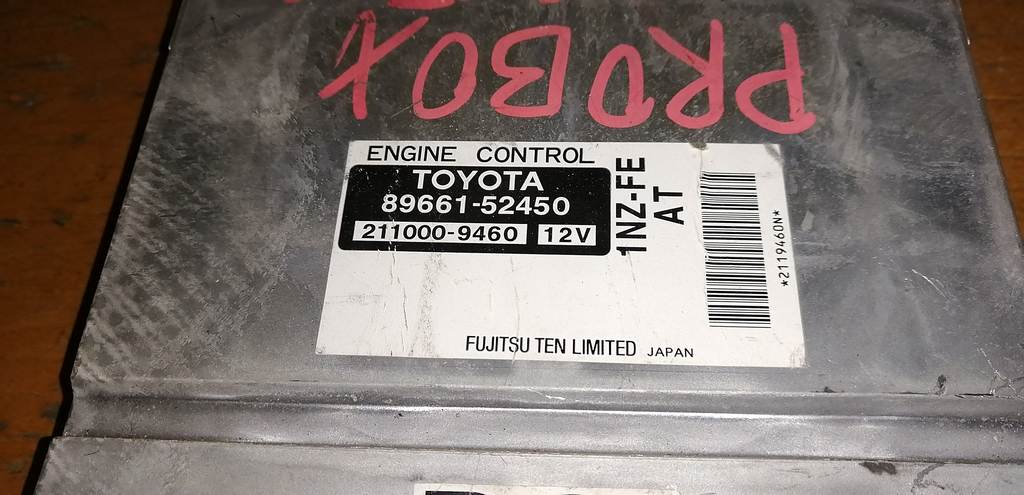 PROBOX
ENGINE CONTROL
TOYOTA
89661-52450
211000-9460 12V
1NZ-FE
AT
*2119460N*
FUJITSU TEN LIMITED JAPAN